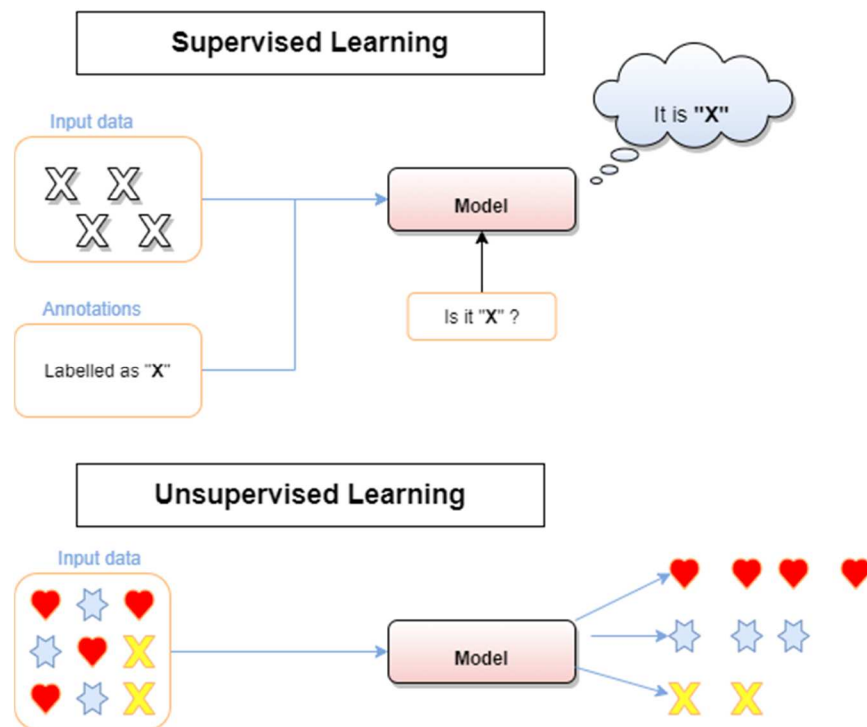 Supervised Learning
Input data
It is "X"
X X
X X
Model
Annotations
Is it "X" ?
Labelled as "X"
Unsupervised Learning
Input data
X
X
Model
X X